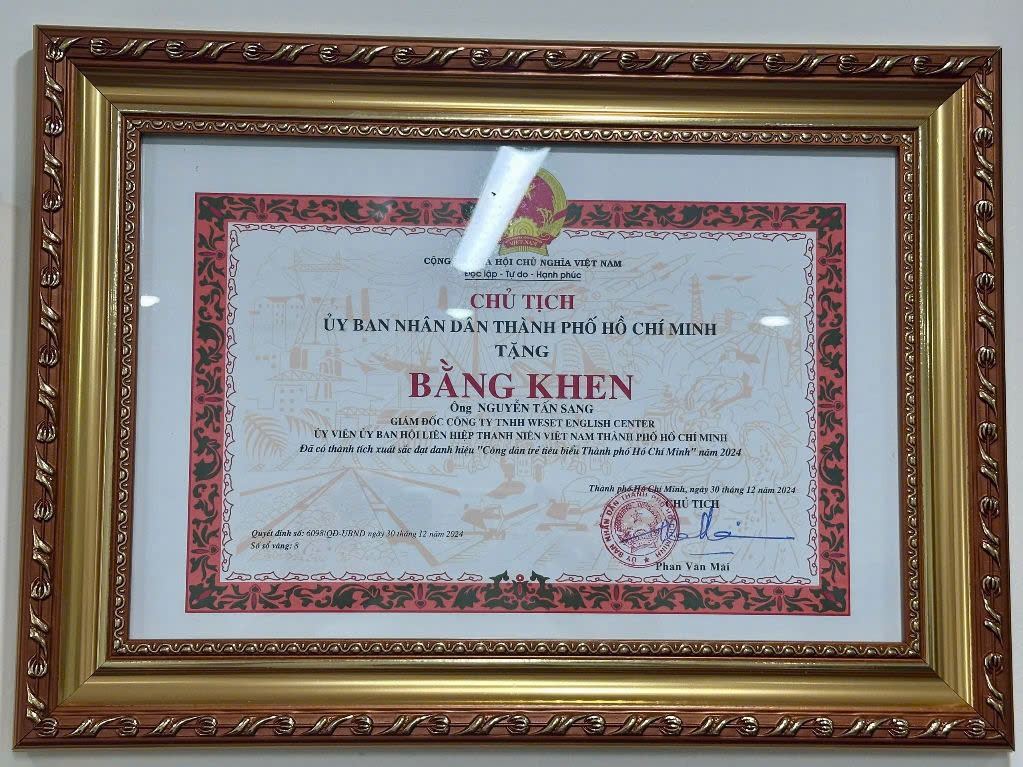 VIỆT NAM
CỘNG HỘI CHỦ NGHĨA VIỆT NAM
Độc lập - Tự do - Hạnh phúc
CHỦ TỊCH
ỦY BAN NHÂN DÂN THÀNH PHỐ HỒ CHÍ MINH
TẶNG
BẰNG KHEN
Ông NGUYỄN TẤN SANG
GIÁM ĐỐC CÔNG TY TNHH WESET ENGLISH CENTER
ỦY VIÊN ỦY BAN HỘI LIÊN HIỆP THANH NIÊN VIỆT NAM THÀNH PHỐ HỒ CHÍ MINH
Đã có thành tích xuất sắc đạt danh hiệu "Công dân trẻ tiêu biểu Thành phố Hồ Chí Minh" năm 2024
Thành phố Hồ Chí Minh, ngày 30 tháng 12 năm 2024
CHỦ TỊCH
Quyết định số: 6098/QĐ-UBND ngày 30 tháng 12 năm 2024
Số sổ vàng: 6
Phan Văn Mãi